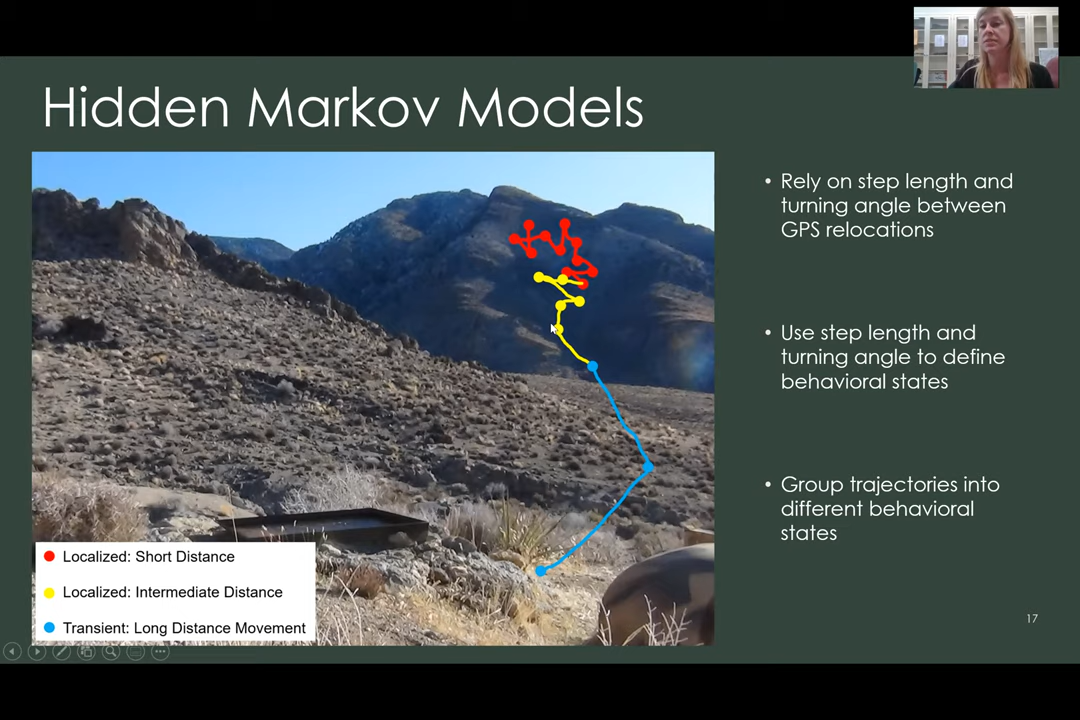 Hidden Markov Models
• Rely on step length and
turning angle between
GPS relocations
• Use step length and
turning angle to define
behavioral states
• Group trajectories into
different behavioral
states
Localized: Short Distance
Localized: Intermediate Distance
Transient: Long Distance Movement
17